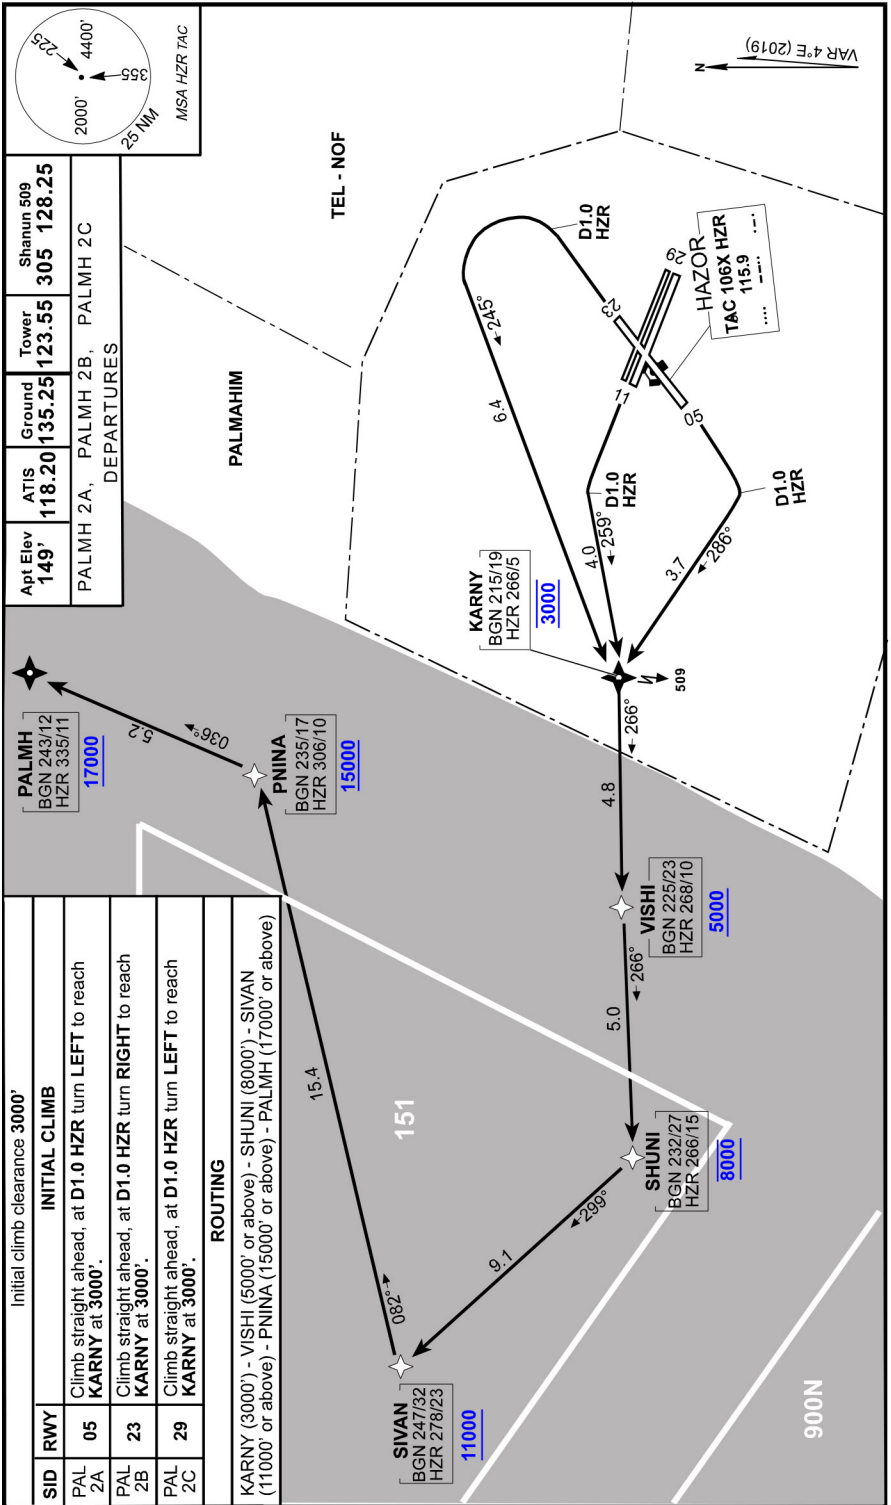 Apt Elev
149'
ATIS
118.20
Ground
135.25
Tower
123.55
Shanun 509
305 128.25
PALMH 2A, PALMH 2B, PALMH 2C
DEPARTURES
225
4400'
355
2000'
25 NM
MSA HZR TAC
Initial climb clearance 3000'
SID RWY INITIAL CLIMB
PAL
2A
05
Climb straight ahead, at D1.0 HZR turn LEFT to reach
KARNY at 3000'.
PAL
2B
23
Climb straight ahead, at D1.0 HZR turn RIGHT to reach
KARNY at 3000'.
PAL
2C
29
Climb straight ahead, at D1.0 HZR turn LEFT to reach
KARNY at 3000'.
ROUTING
KARNY (3000') - VISHI (5000' or above) - SHUNI (8000') - SIVAN
(11000' or above) - PNINA (15000' or above) - PALMH (17000' or above)
PALMH
BGN 243/12
HZR 335/11
17000
5.2
036°
PNINA
BGN 235/17
HZR 306/10
15000
15.4
082°
SIVAN
BGN 247/32
HZR 278/23
11000
9.1
299°
SHUNI
BGN 232/27
HZR 266/15
8000
5.0
266°
VISHI
BGN 225/23
HZR 268/10
5000
4.8
266°
KARNY
BGN 215/19
HZR 266/5
3000
И
509
6.4
245°
4.0
259°
3.7
286°
D1.0
HZR
D1.0
HZR
D1.0
HZR
23
29
11
05
HAZOR
TAC 106X HZR
115.9
.... --.. .-.
PALMAHIM
TEL - NOF
151
900N
N
VAR 4°E (2019)